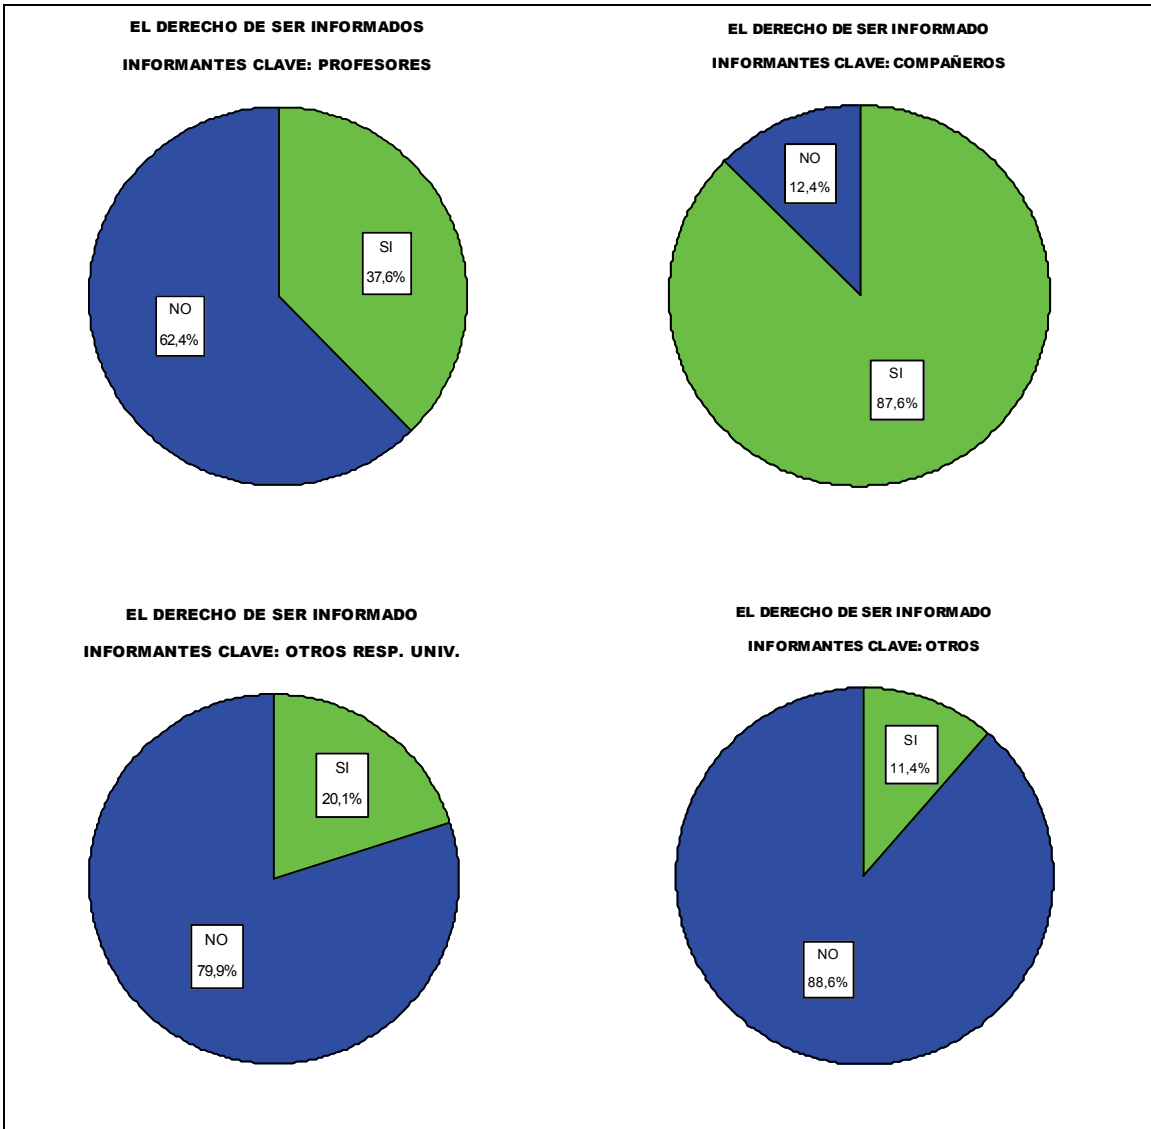 EL DERECHO DE SER INFORMADOS
INFORMANTES CLAVE: PROFESORES
SI
37,6%
NO
62,4%
EL DERECHO DE SER INFORMADO
INFORMANTES CLAVE: COMPAÑEROS
NO
12,4%
SI
87,6%
EL DERECHO DE SER INFORMADO
INFORMANTES CLAVE: OTROS RESP. UNIV.
SI
20,1%
NO
79,9%
EL DERECHO DE SER INFORMADO
INFORMANTES CLAVE: OTROS
SI
11,4%
NO
88,6%